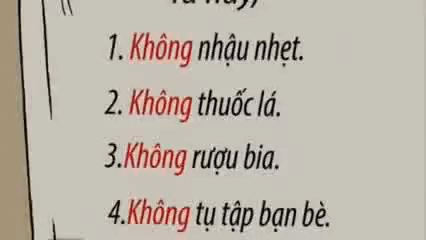 1. Không nhậu nhẹt.
2. Không thuốc lá.
3.Không rượu bia.
4.Không tụ tập bạn bè.